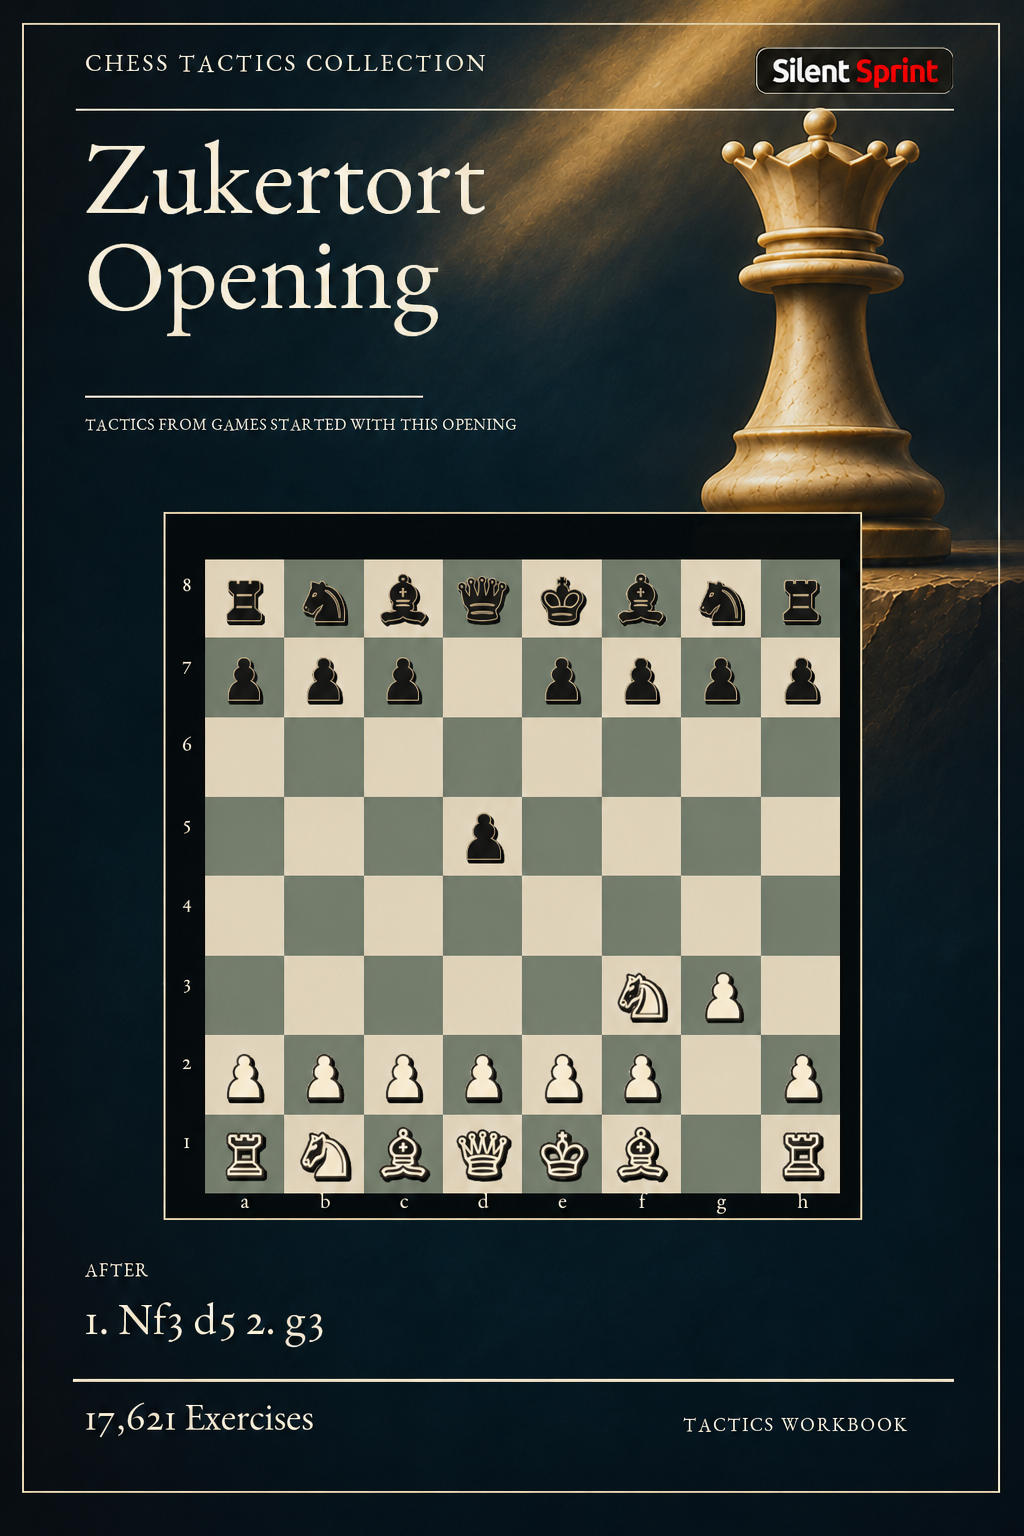 CHESS TACTICS COLLECTION
Silent Sprint
Zukertort
Opening
TACTICS FROM GAMES STARTED WITH THIS OPENING
8
7
6
5
4
3
2
1
a b c d e f g h
AFTER
1. Nf3 d5 2. g3
17,621 Exercises
TACTICS WORKBOOK